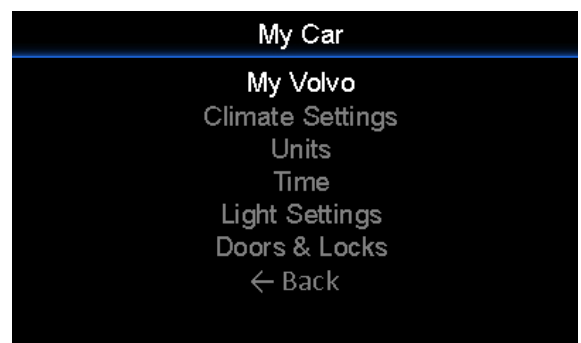 My Car
My Volvo
Climate Settings
Units
Time
Light Settings
Doors & Locks
← Back